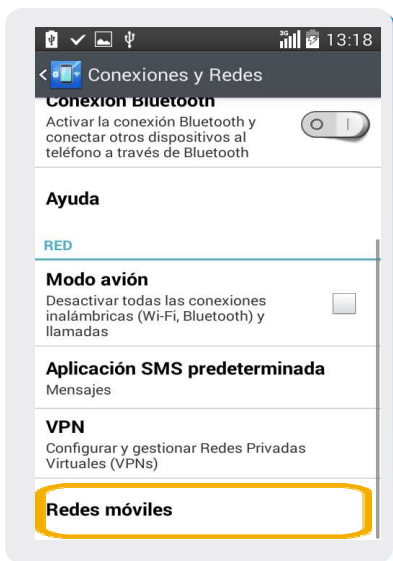 3G 13:18
< Conexiones y Redes
Conexión Bluetooth
Activar la conexión Bluetooth y
conectar otros dispositivos al
teléfono a través de Bluetooth
Ayuda
RED
Modo avión
Desactivar todas las conexiones
inalámbricas (Wi-Fi, Bluetooth) y
llamadas
Aplicación SMS predeterminada
Mensajes
VPN
Configurar y gestionar Redes Privadas
Virtuales (VPNs)
Redes móviles